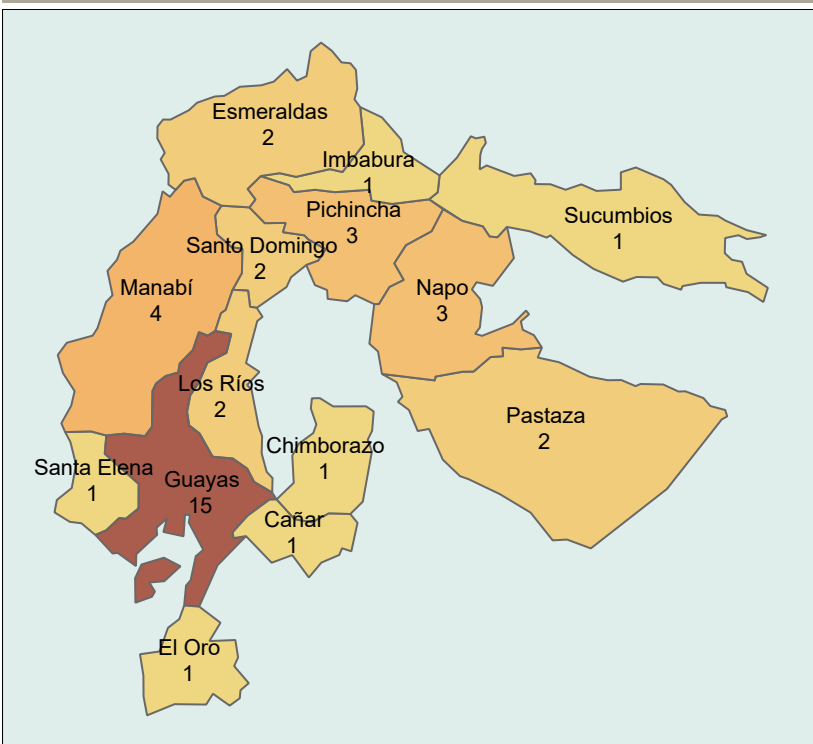 Esmeraldas
2
Imbabura
1
Pichincha
3
Sucumbios
1
Santo Domingo
2
Manabí
4
Napo
3
Los Ríos
2
Pastaza
2
Chimborazo
1
Santa Elena
1
Guayas
15
Cañar
1
El Oro
1